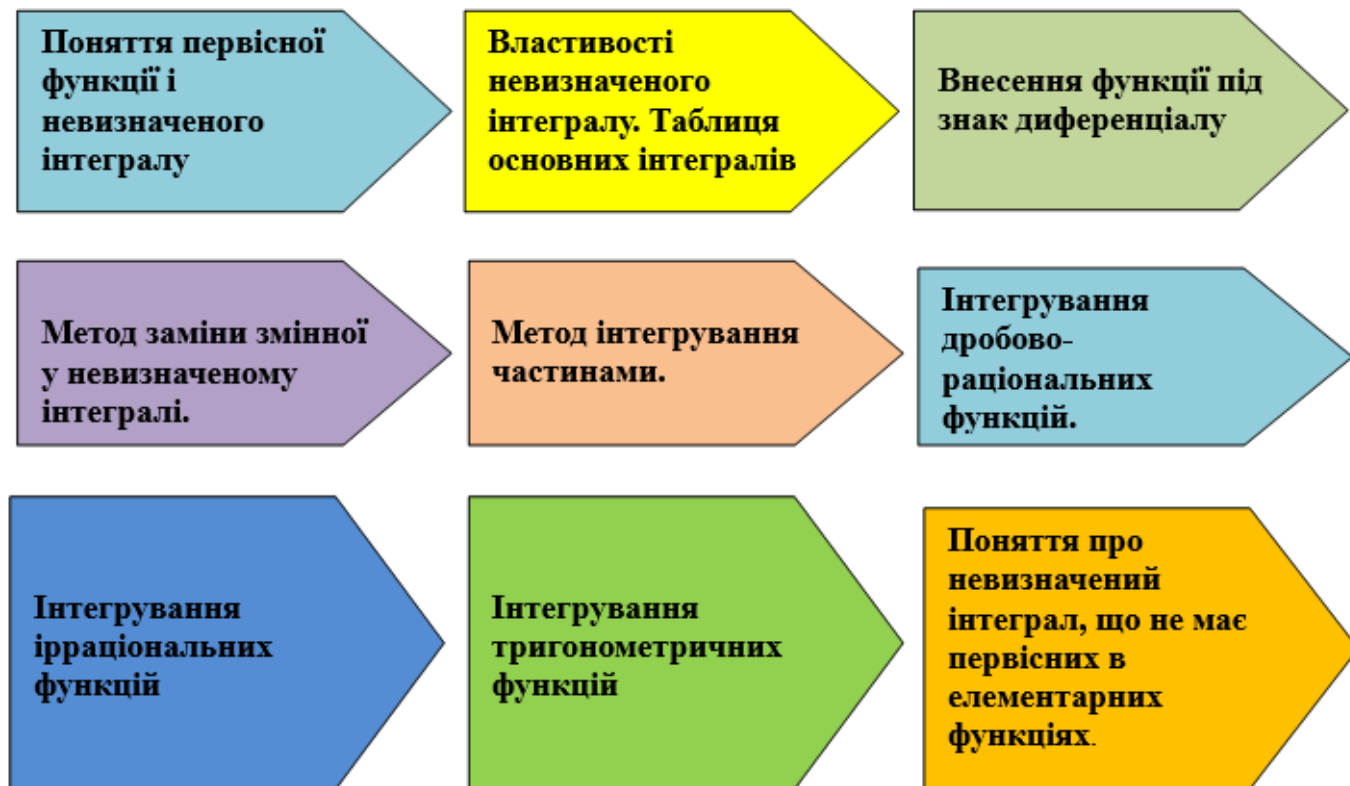 Поняття первісної
функції і
невизначеного
інтегралу
Властивості
невизначеного
інтегралу. Таблиця
основних інтегралів
Внесення функції під
знак диференціалу
Метод заміни змінної
у невизначеному
інтегралі.
Метод інтегрування
частинами.
Інтегрування
дробово-
раціональних
функцій.
Інтегрування
ірраціональних
функцій
Інтегрування
тригонометричних
функцій
Поняття про
невизначений
інтеграл, що не має
первісних в
елементарних
функціях.